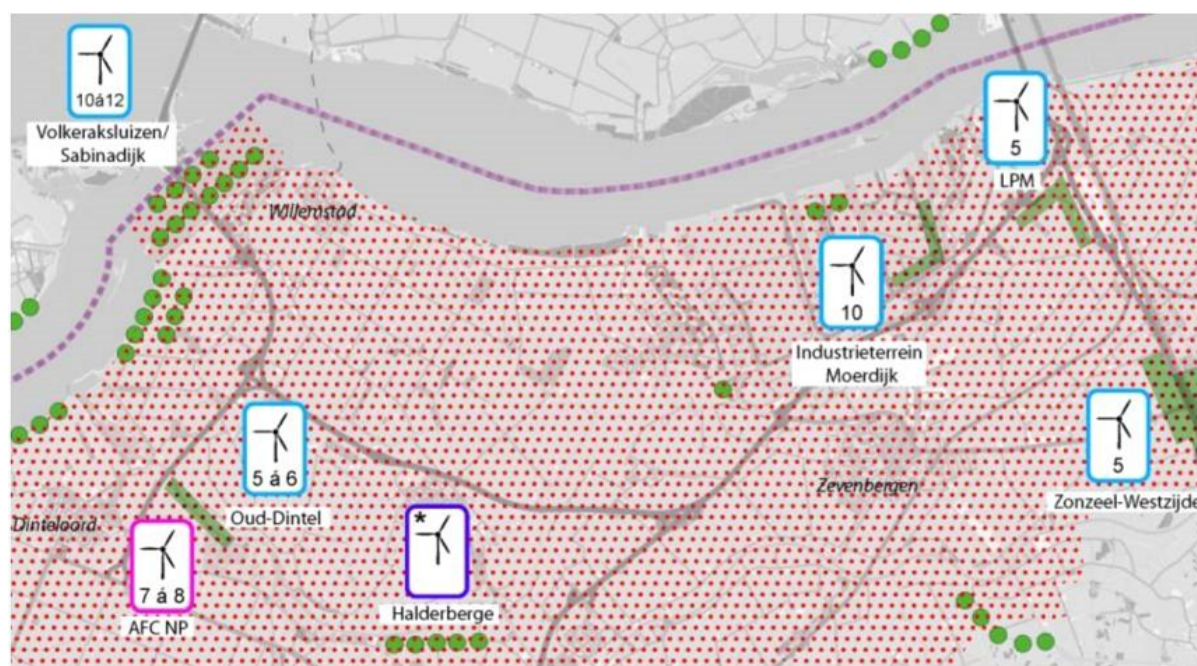 10á12
Volkeraksluizen/
Sabinadijk
Willemstad
5
LPM
10
Industrieterrein
Moerdijk
5 á 6
Oud-Dintel
5
Zonzeel-Westzijde
Zevenbergen
Dinteloord
7 á 8
AFC NP
*
Halderberge